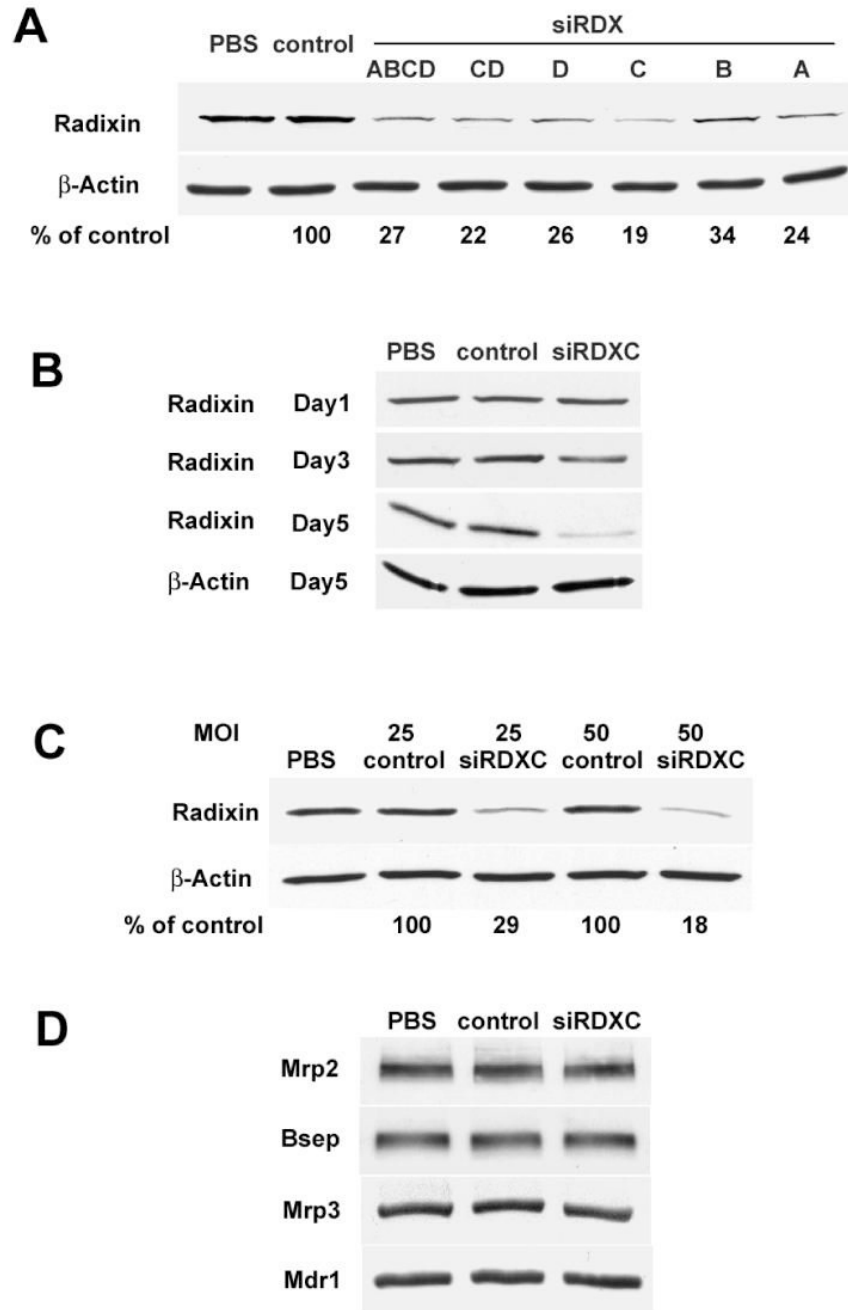 A
siRDX
PBS control
ABCD CD D C B A
Radixin
β-Actin
% of control 100 27 22 26 19 34 24
B
PBS control siRDXC
Radixin Day1
Radixin Day3
Radixin Day5
β-Actin Day5
C
MOI 25 25 50 50
PBS control siRDXC control siRDXC
Radixin
β-Actin
% of control 100 29 100 18
D
PBS control siRDXC
Mrp2
Bsep
Mrp3
Mdr1